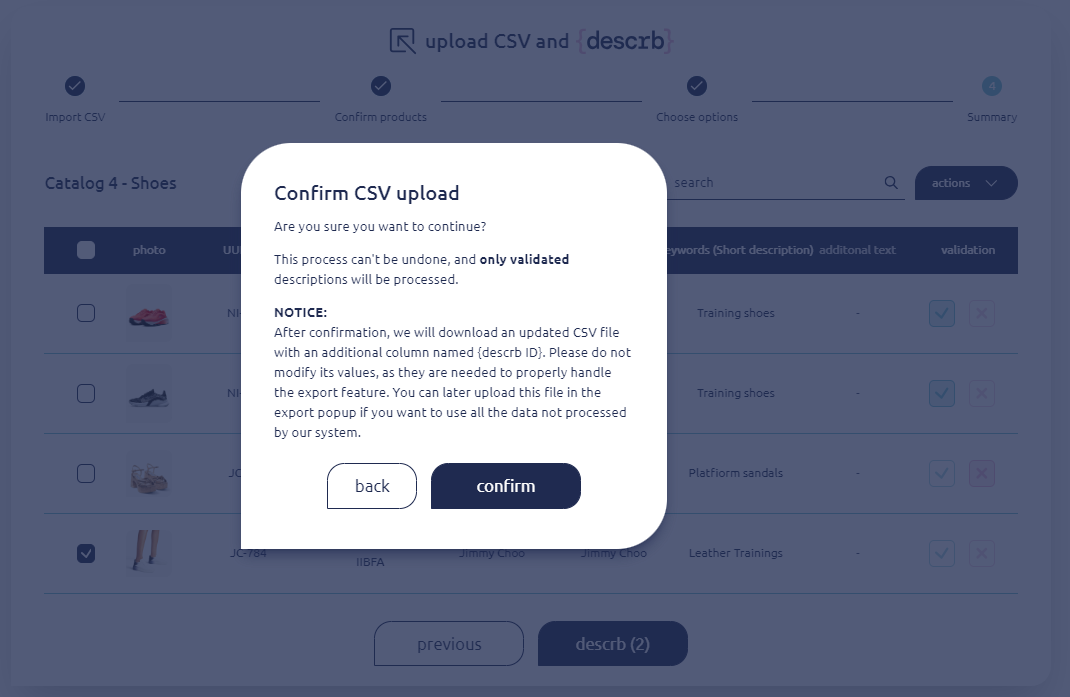 upload CSV and {descrb}
4
Import CSV
Confirm products
Choose options
Summary
Catalog 4 - Shoes
search
actions
photo
(Short description)
additonal text
validation
Training shoes
-
Training shoes
-
Platfiorm sandals
-
JC-784
IIBFA
Jimmy Choo
Jimmy Choo
Leather Trainings
-
Confirm CSV upload
Are you sure you want to continue?
This process can't be undone, and only validated
descriptions will be processed.
NOTICE:
After confirmation, we will download an updated CSV file
with an additional column named {descrb ID}. Please do not
modify its values, as they are needed to properly handle
the export feature. You can later upload this file in the
export popup if you want to use all the data not processed
by our system.
back
confirm
previous
descrb (2)